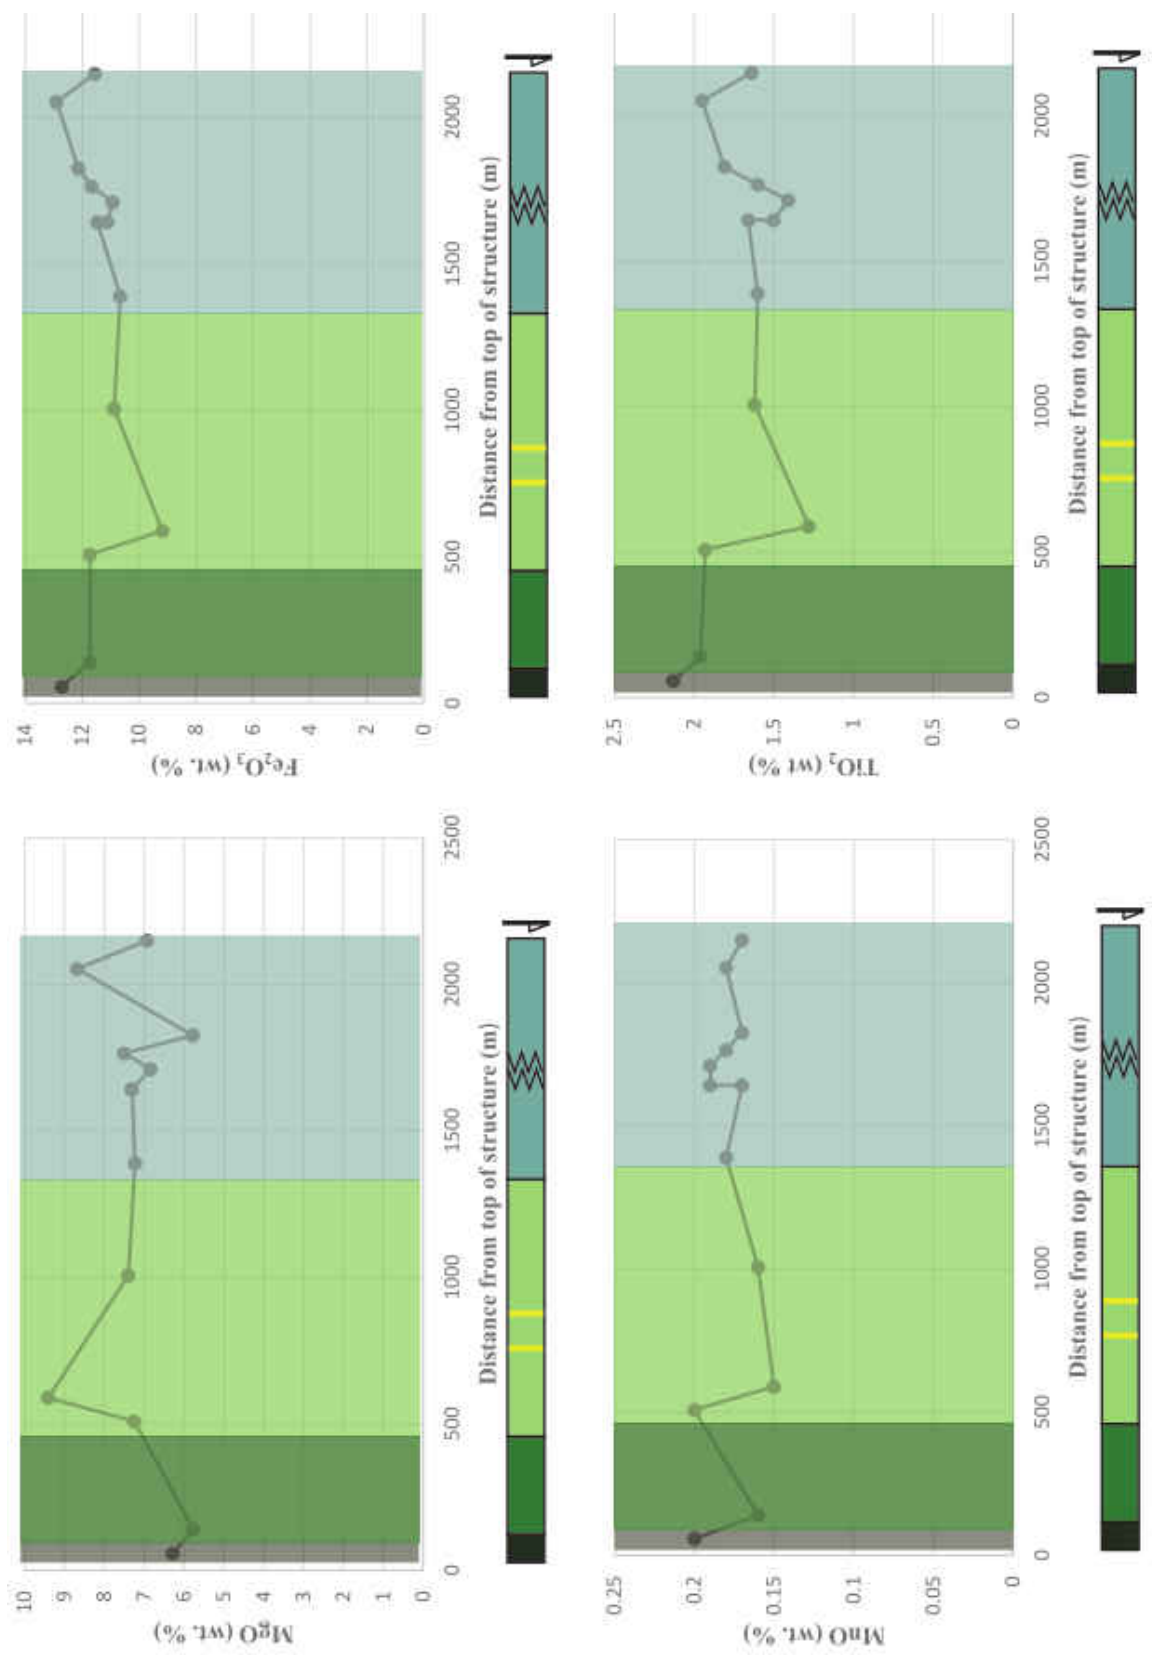 MgO (wt. %)
10
9
8
7
6
5
4
3
2
1
0
0 500 1000 1500 2000 2500
Distance from top of structure (m)
Fe₂O₃ (wt. %)
14
12
10
8
6
4
2
0
0 500 1000 1500 2000
Distance from top of structure (m)
MnO (wt. %)
0.25
0.2
0.15
0.1
0.05
0
0 500 1000 1500 2000 2500
Distance from top of structure (m)
TiO₂ (wt %)
2.5
2
1.5
1
0.5
0
0 500 1000 1500 2000
Distance from top of structure (m)